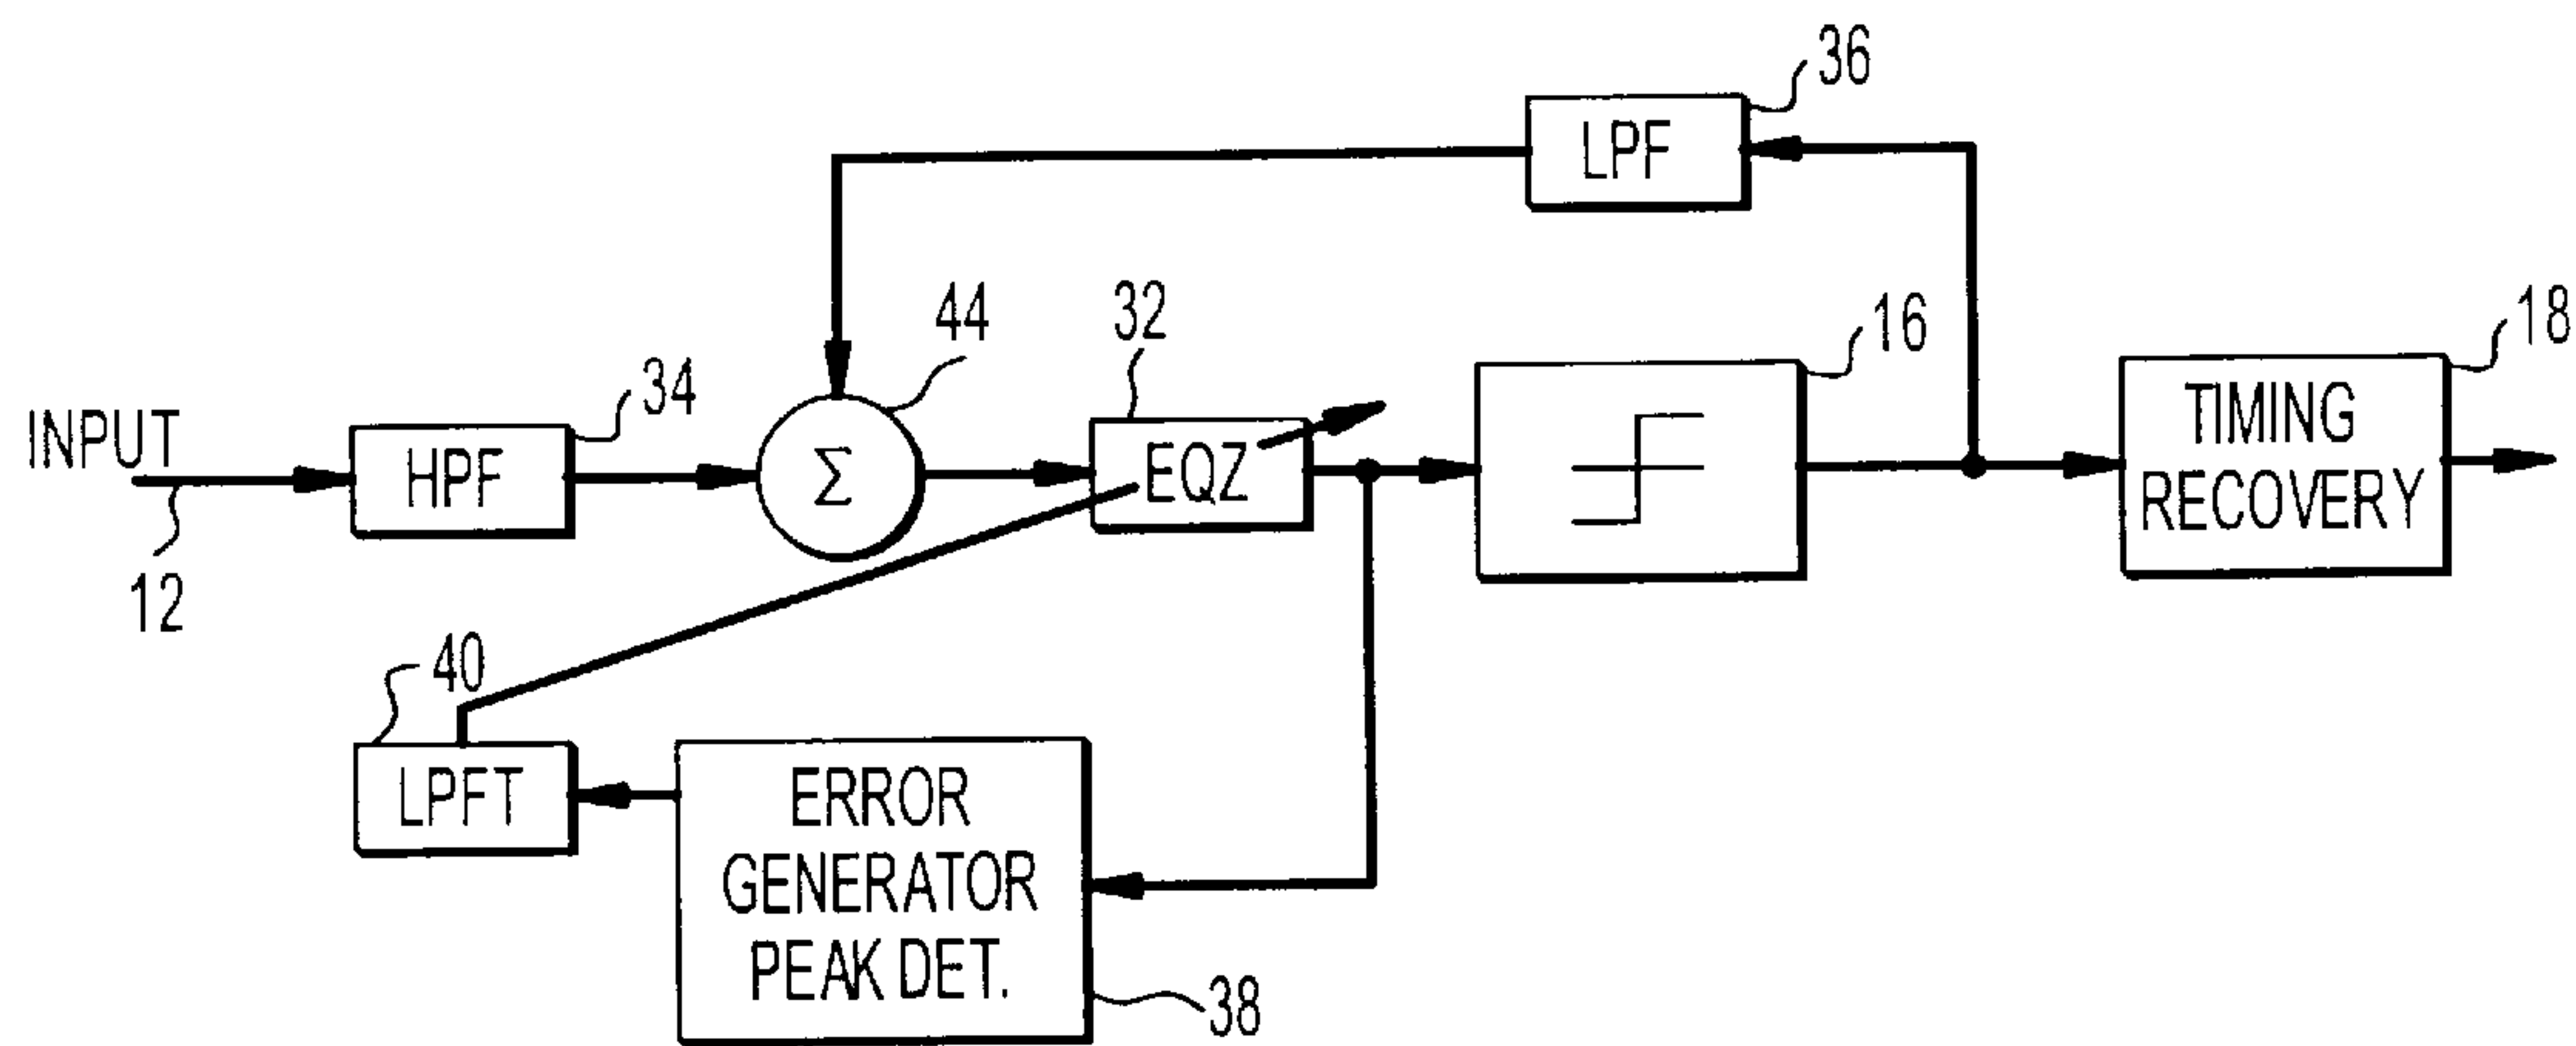 36
LPF
INPUT
12
HPF
34
Σ
44
EQZ
32
16
TIMING
RECOVERY
18
LPFT
40
ERROR
GENERATOR
PEAK DET.
38